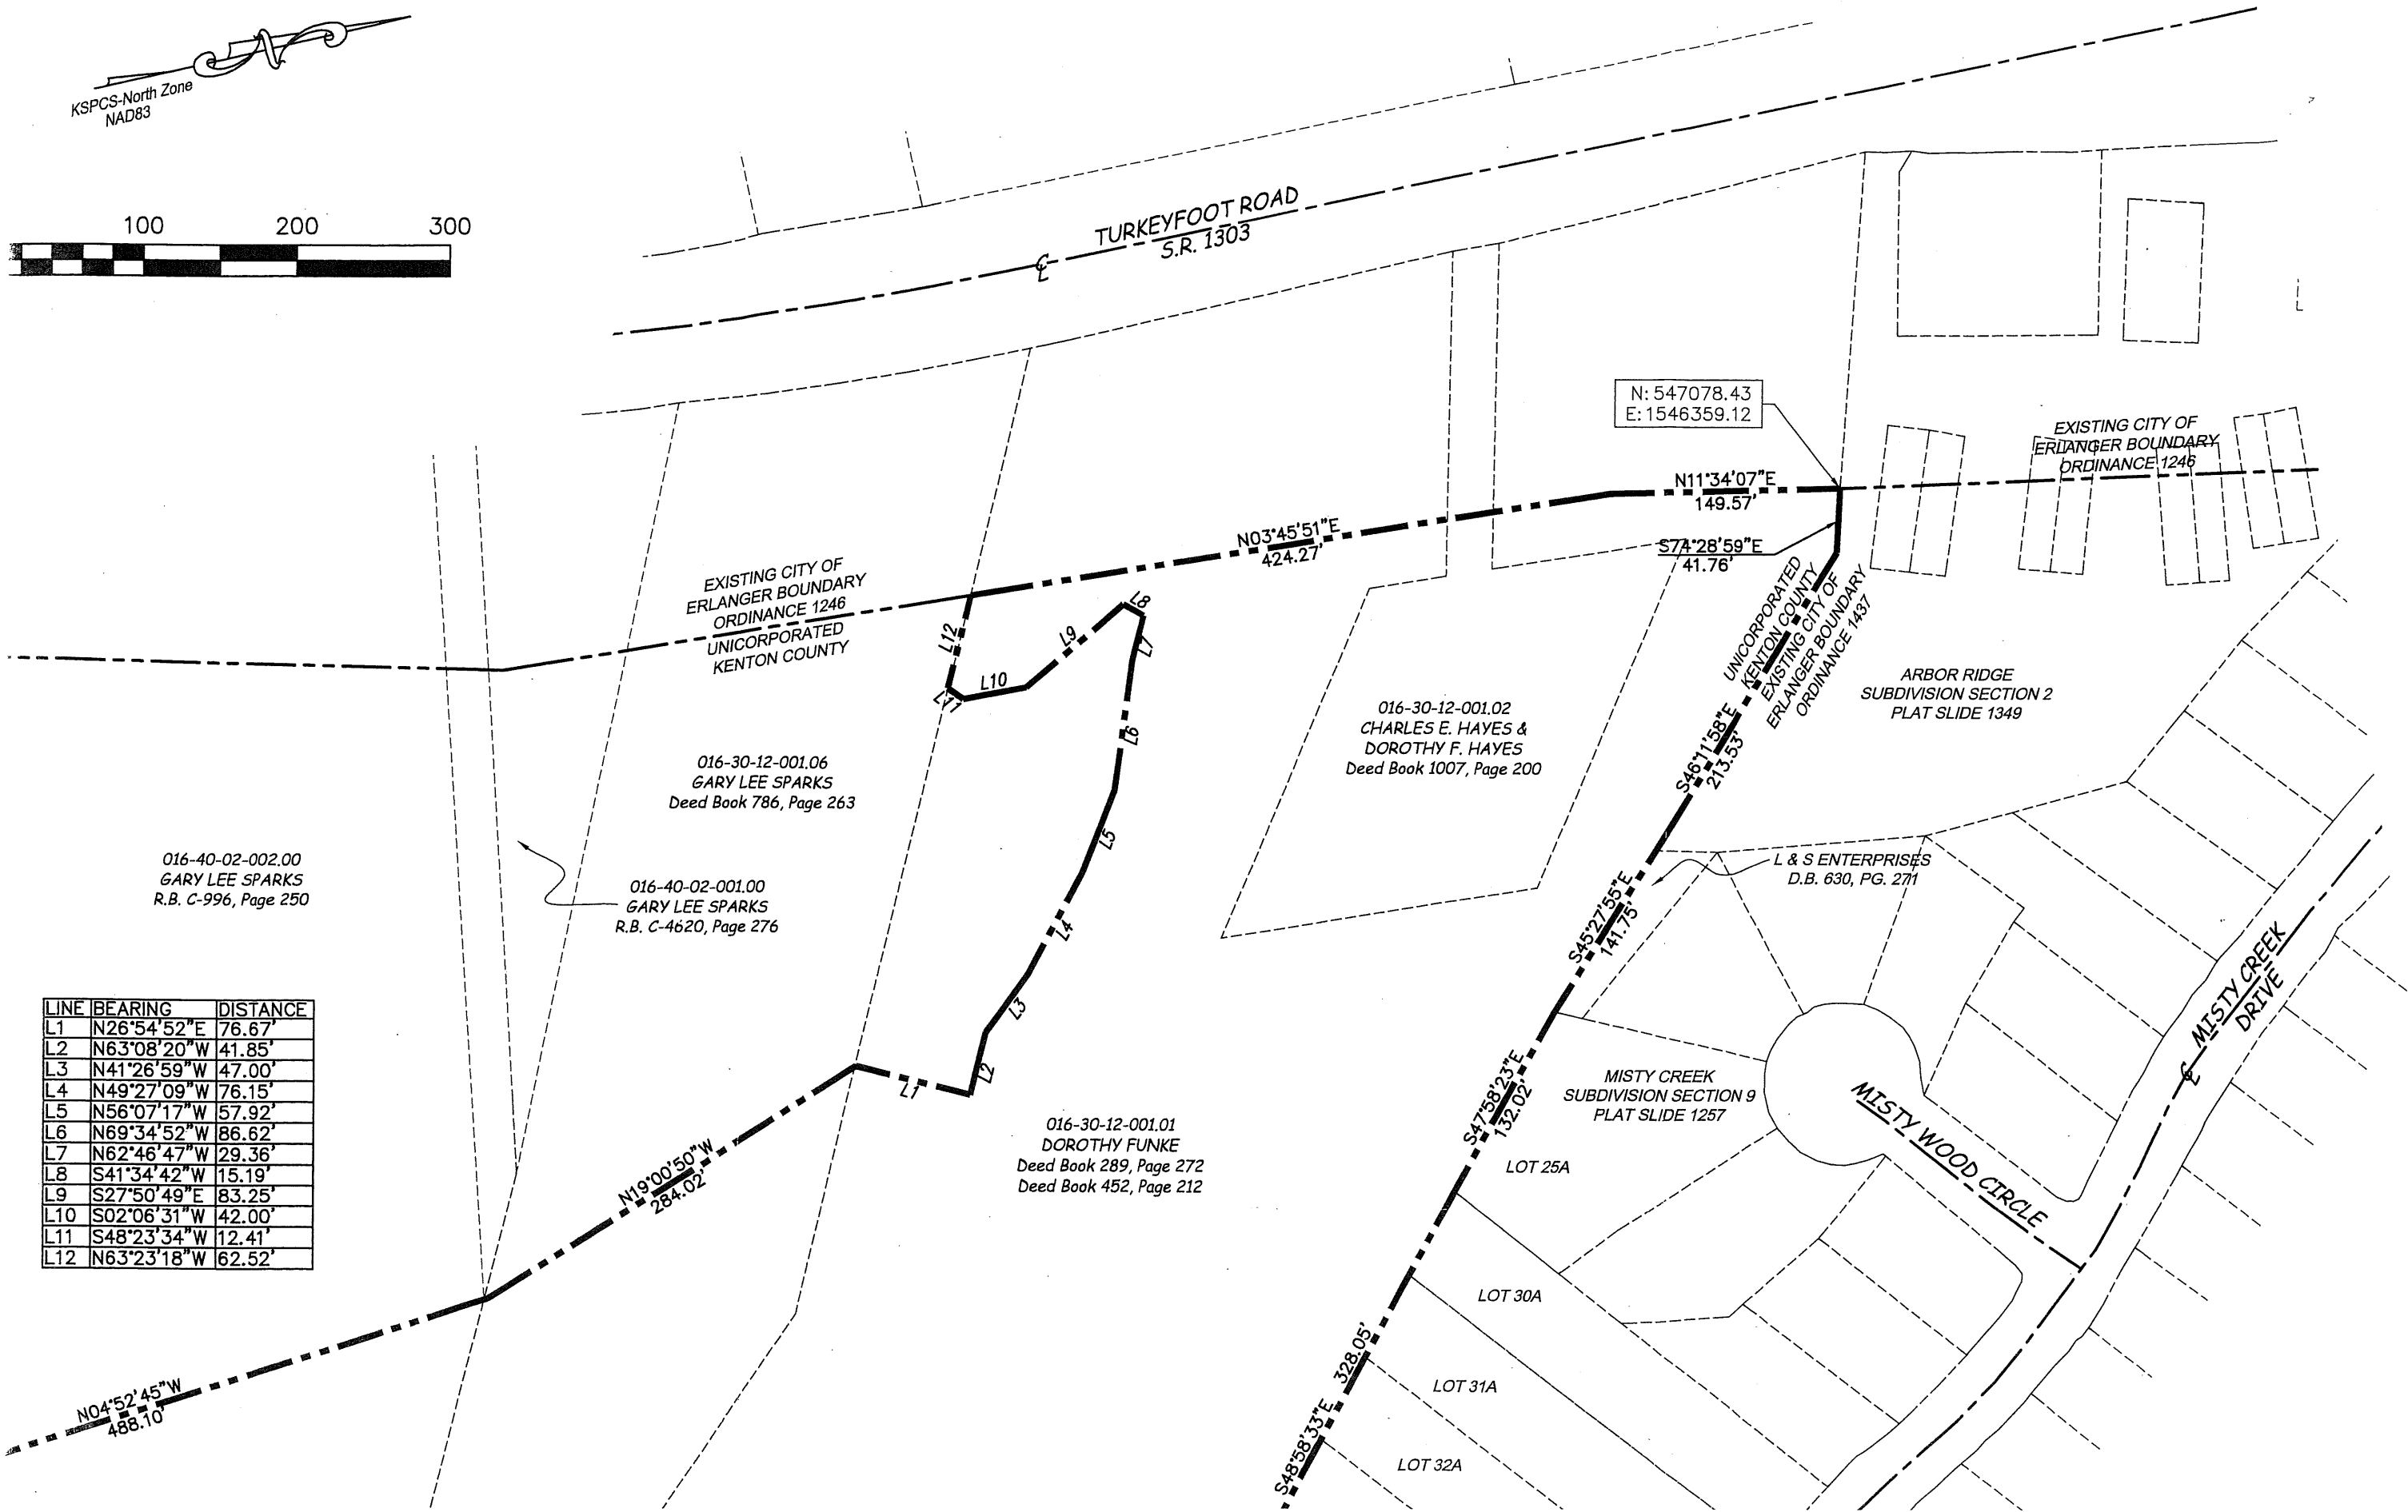 KSPCS-North Zone
NAD83
100 200 300
TURKEYFOOT ROAD
S.R. 1303
N: 547078.43
E: 1546359.12
EXISTING CITY OF
ERLANGER BOUNDARY
ORDINANCE 1246
N11°34'07"E
149.57'
N03°45'51"E
424.27'
S74°28'59"E
41.76'
EXISTING CITY OF
ERLANGER BOUNDARY
ORDINANCE 1246
UNICORPORATED
KENTON COUNTY
UNICORPORATED
KENTON COUNTY
EXISTING CITY OF
ERLANGER BOUNDARY
ORDINANCE 1437
L12
L11
L10
L9
L8
L7
L6
L5
L4
L3
L2
L1
ARBOR RIDGE
SUBDIVISION SECTION 2
PLAT SLIDE 1349
016-30-12-001.02
CHARLES E. HAYES &
DOROTHY F. HAYES
Deed Book 1007, Page 200
016-30-12-001.06
GARY LEE SPARKS
Deed Book 786, Page 263
S46°11'58"E
213.53'
016-40-02-002.00
GARY LEE SPARKS
R.B. C-996, Page 250
016-40-02-001.00
GARY LEE SPARKS
R.B. C-4620, Page 276
L & S ENTERPRISES
D.B. 630, PG. 271
S45°27'55"E
141.75'
MISTY CREEK
DRIVE
LINE BEARING DISTANCE
L1 N26°54'52"E 76.67'
L2 N63°08'20"W 41.85'
L3 N41°26'59"W 47.00'
L4 N49°27'09"W 76.15'
L5 N56°07'17"W 57.92'
L6 N69°34'52"W 86.62'
L7 N62°46'47"W 29.36'
L8 S41°34'42"W 15.19'
L9 S27°50'49"E 83.25'
L10 S02°06'31"W 42.00'
L11 S48°23'34"W 12.41'
L12 N63°23'18"W 62.52'
MISTY CREEK
SUBDIVISION SECTION 9
PLAT SLIDE 1257
S47°58'23"E
132.02'
MISTY WOOD CIRCLE
016-30-12-001.01
DOROTHY FUNKE
Deed Book 289, Page 272
Deed Book 452, Page 212
N19°00'50"W
284.02'
LOT 25A
LOT 30A
LOT 31A
LOT 32A
S48°58'33"E 328.05'
N04°52'45"W
488.10'